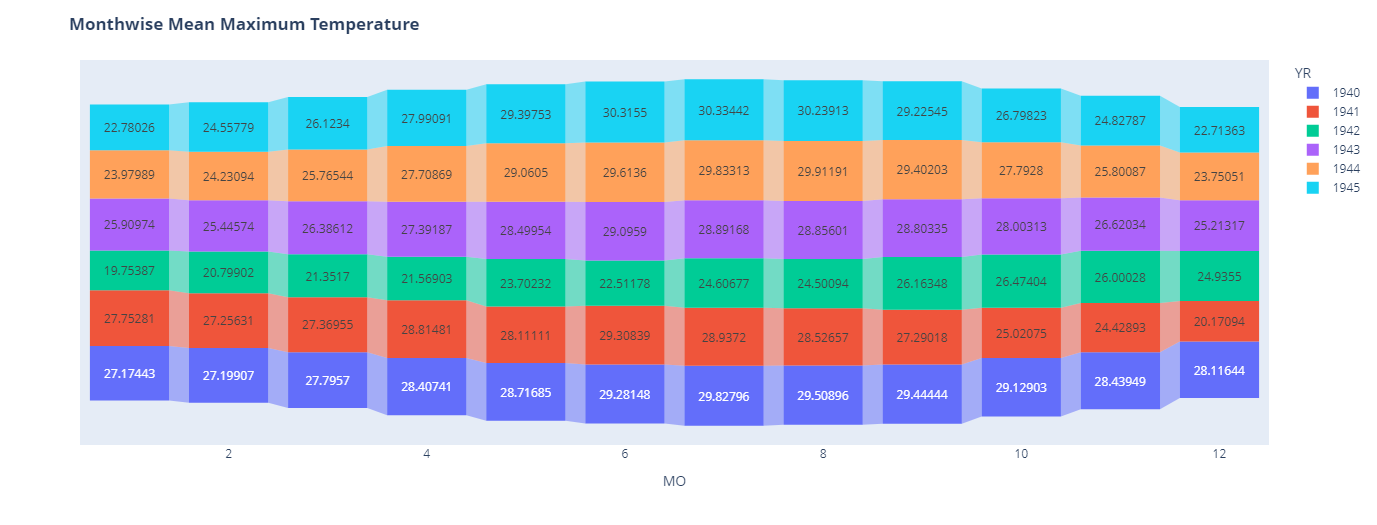 Monthwise Mean Maximum Temperature
YR
1940
1941
1942
1943
1944
1945
22.78026 24.55779 26.1234 27.99091 29.39753 30.3155 30.33442 30.23913 29.22545 26.79823 24.82787 22.71363
23.97989 24.23094 25.76544 27.70869 29.0605 29.6136 29.83313 29.91191 29.40203 27.7928 25.80087 23.75051
25.90974 25.44574 26.38612 27.39187 28.49954 29.0959 28.89168 28.85601 28.80335 28.00313 26.62034 25.21317
19.75387 20.79902 21.3517 21.56903 23.70232 22.51178 24.60677 24.50094 26.16348 26.47404 26.00028 24.9355
27.75281 27.25631 27.36955 28.81481 28.11111 29.30839 28.9372 28.52657 27.29018 25.02075 24.42893 20.17094
27.17443 27.19907 27.7957 28.40741 28.71685 29.28148 29.82796 29.50896 29.44444 29.12903 28.43949 28.11644
2 4 6 8 10 12
MO